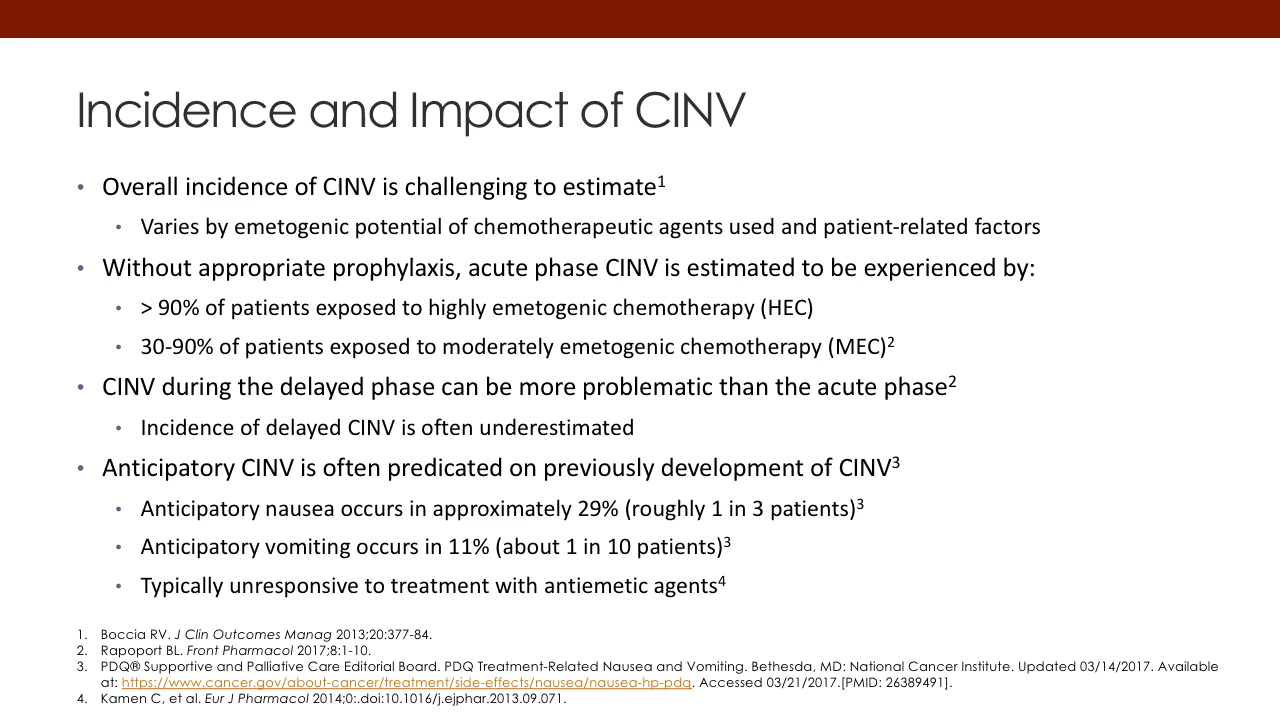 Incidence and Impact of CINV
• Overall incidence of CINV is challenging to estimate1
• Varies by emetogenic potential of chemotherapeutic agents used and patient-related factors
• Without appropriate prophylaxis, acute phase CINV is estimated to be experienced by:
• > 90% of patients exposed to highly emetogenic chemotherapy (HEC)
• 30-90% of patients exposed to moderately emetogenic chemotherapy (MEC)2
• CINV during the delayed phase can be more problematic than the acute phase2
• Incidence of delayed CINV is often underestimated
• Anticipatory CINV is often predicated on previously development of CINV3
• Anticipatory nausea occurs in approximately 29% (roughly 1 in 3 patients)3
• Anticipatory vomiting occurs in 11% (about 1 in 10 patients)3
• Typically unresponsive to treatment with antiemetic agents4
1. Boccia RV. J Clin Outcomes Manag 2013;20:377-84.
2. Rapoport BL. Front Pharmacol 2017;8:1-10.
3. PDQ® Supportive and Palliative Care Editorial Board. PDQ Treatment-Related Nausea and Vomiting. Bethesda, MD: National Cancer Institute. Updated 03/14/2017. Available
at: https://www.cancer.gov/about-cancer/treatment/side-effects/nausea/nausea-hp-pdq. Accessed 03/21/2017.[PMID: 26389491].
4. Kamen C, et al. Eur J Pharmacol 2014;0:.doi:10.1016/j.ejphar.2013.09.071.